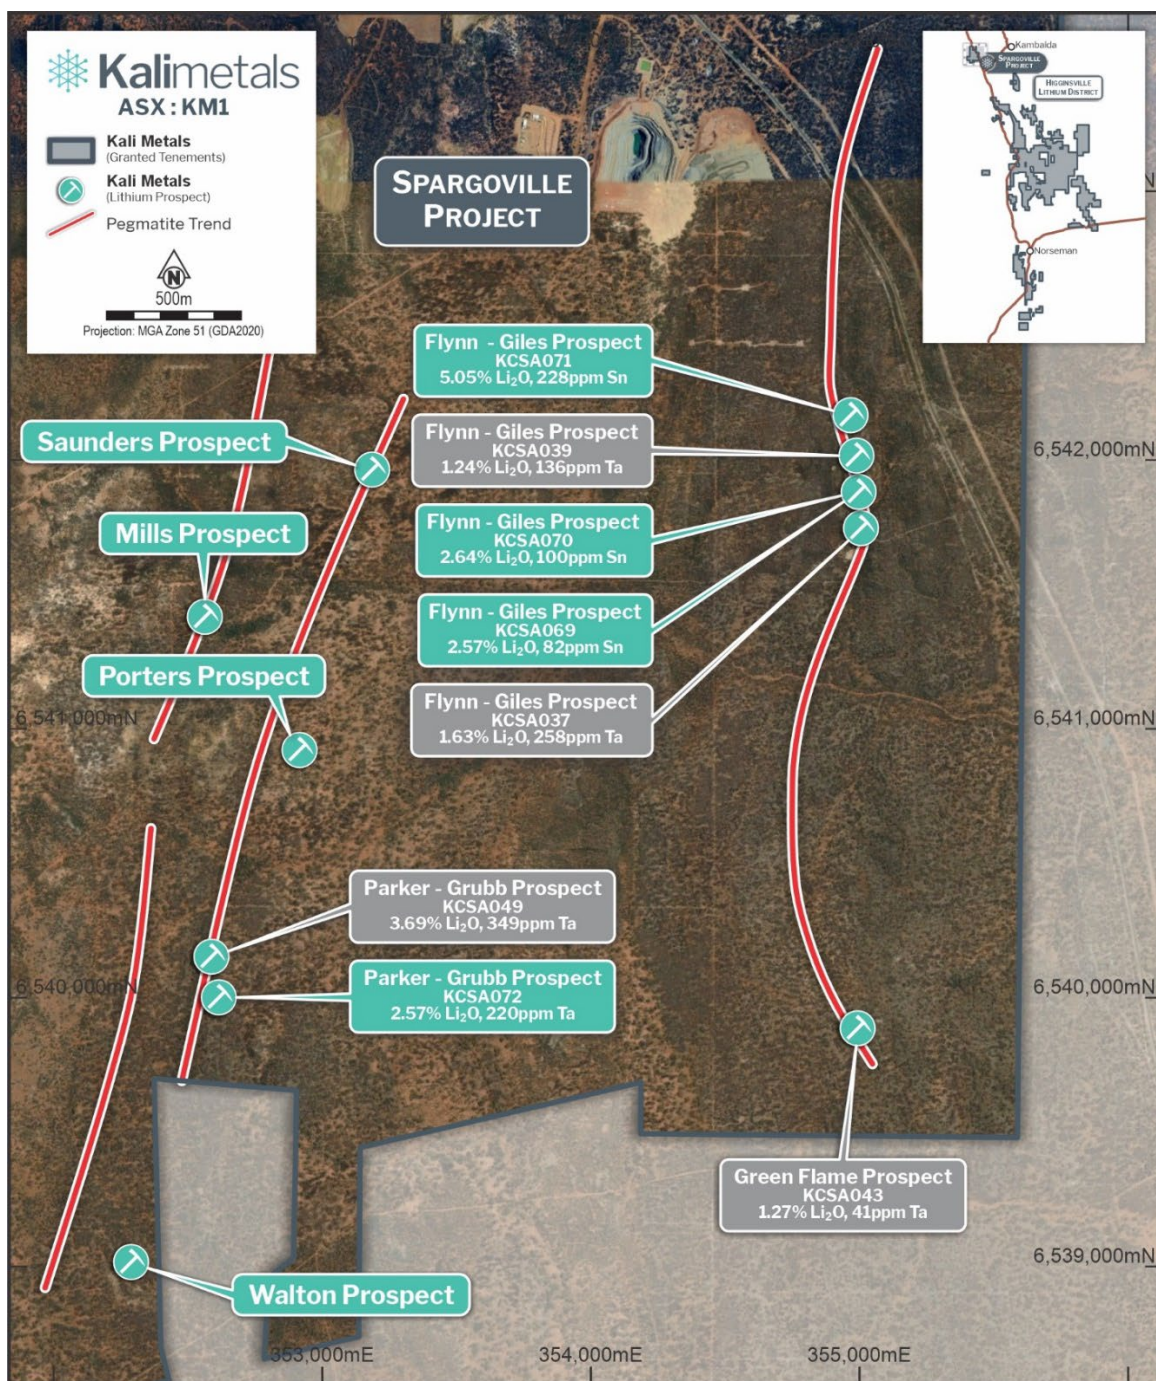 Kalimetals
ASX : KM1
Kali Metals
(Granted Tenements)
Kali Metals
(Lithium Prospect)
Pegmatite Trend
N
500m
Projection: MGA Zone 51 (GDA2020)
SPARGOVILLE
PROJECT
Kambalda
SPARGOVILLE
PROJECT
HIGGINSVILLE
LITHIUM DISTRICT
Norseman
N
Flynn - Giles Prospect
KCSA071
5.05% Li₂O, 228ppm Sn
Flynn - Giles Prospect
KCSA039
1.24% Li₂O, 136ppm Ta
Flynn - Giles Prospect
KCSA070
2.64% Li₂O, 100ppm Sn
Flynn - Giles Prospect
KCSA069
2.57% Li₂O, 82ppm Sn
Flynn - Giles Prospect
KCSA037
1.63% Li₂O, 258ppm Ta
Saunders Prospect
Mills Prospect
Porters Prospect
6,542,000mN
6,541,000mN
6,541,000mN
Parker - Grubb Prospect
KCSA049
3.69% Li₂O, 349ppm Ta
Parker - Grubb Prospect
KCSA072
2.57% Li₂O, 220ppm Ta
6,540,000mN
6,540,000mN
Green Flame Prospect
KCSA043
1.27% Li₂O, 41ppm Ta
6,539,000mN
Walton Prospect
353,000mE
354,000mE
355,000mE